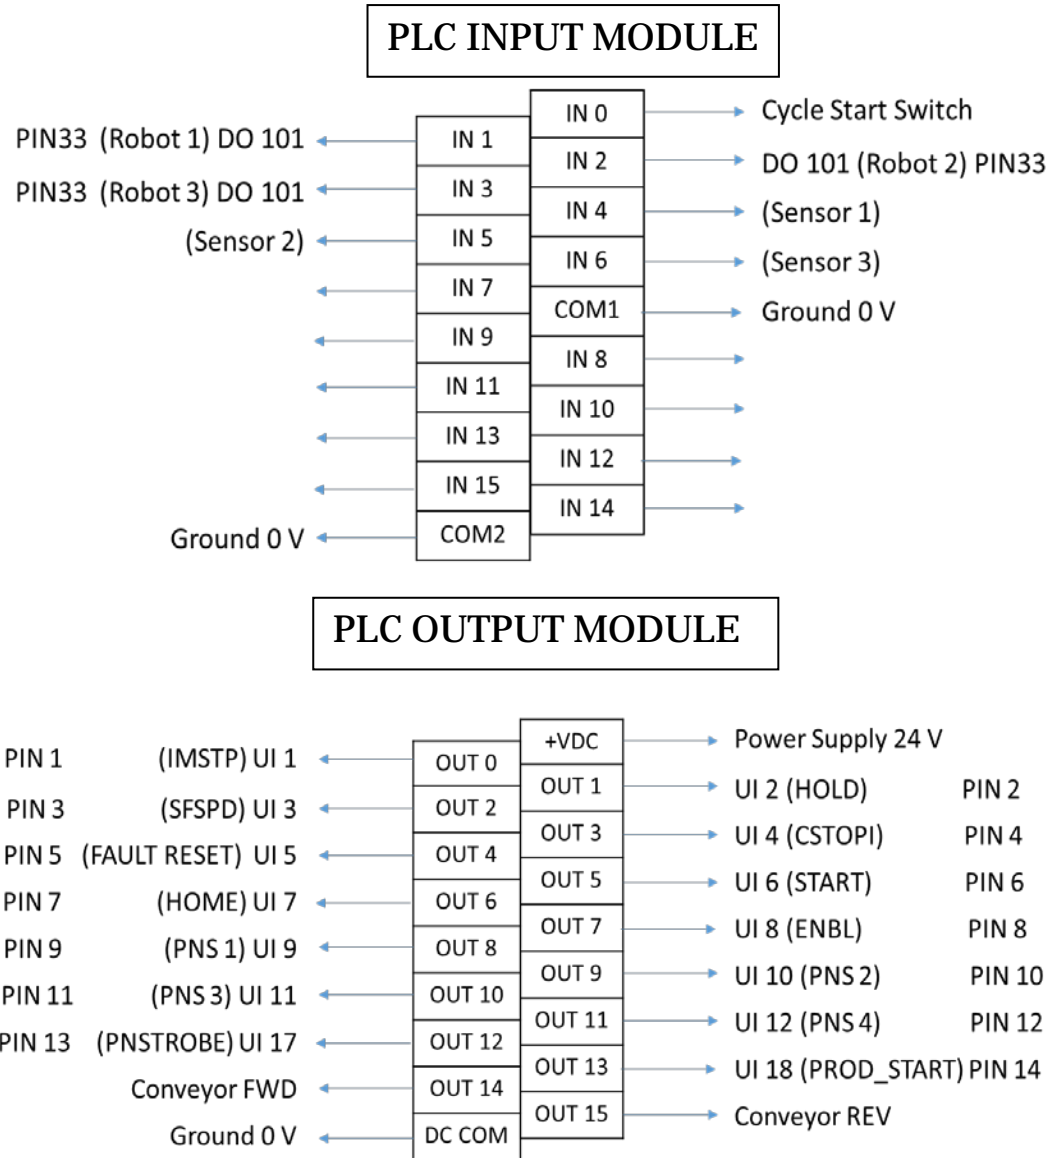 PLC INPUT MODULE
IN 0 Cycle Start Switch
PIN33 (Robot 1) DO 101 IN 1
IN 2 DO 101 (Robot 2) PIN33
PIN33 (Robot 3) DO 101 IN 3
IN 4 (Sensor 1)
(Sensor 2) IN 5
IN 6 (Sensor 3)
IN 7
COM1 Ground 0 V
IN 9
IN 8
IN 11
IN 10
IN 13
IN 12
IN 15
IN 14
Ground 0 V COM2
PLC OUTPUT MODULE
+VDC Power Supply 24 V
PIN 1 (IMSTP) UI 1 OUT 0
OUT 1 UI 2 (HOLD) PIN 2
PIN 3 (SFSPD) UI 3 OUT 2
OUT 3 UI 4 (CSTOPI) PIN 4
PIN 5 (FAULT RESET) UI 5 OUT 4
OUT 5 UI 6 (START) PIN 6
PIN 7 (HOME) UI 7 OUT 6
OUT 7 UI 8 (ENBL) PIN 8
PIN 9 (PNS 1) UI 9 OUT 8
OUT 9 UI 10 (PNS 2) PIN 10
PIN 11 (PNS 3) UI 11 OUT 10
OUT 11 UI 12 (PNS 4) PIN 12
PIN 13 (PNSTROBE) UI 17 OUT 12
OUT 13 UI 18 (PROD_START) PIN 14
Conveyor FWD OUT 14
OUT 15 Conveyor REV
Ground 0 V DC COM